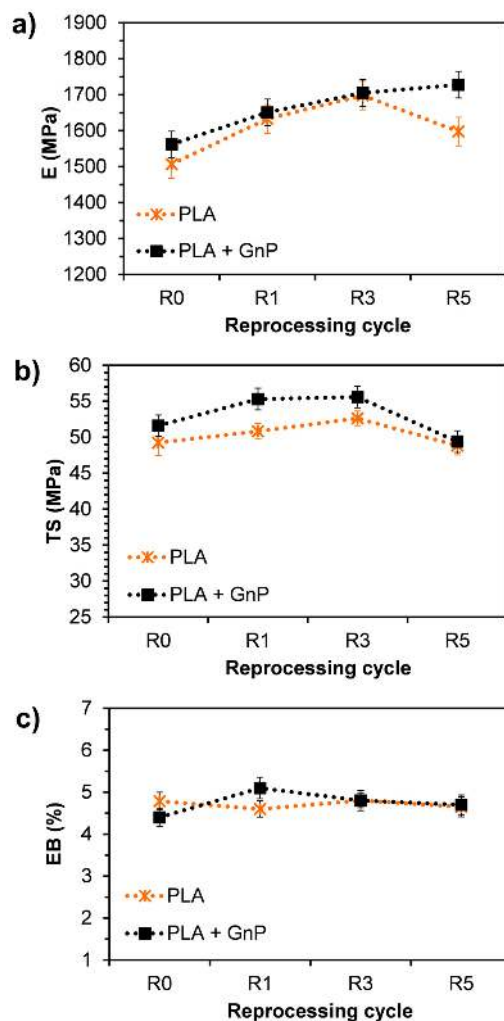 a)
1900
1800
1700
1600
1500
1400
1300
1200
E (MPa)
PLA
PLA + GnP
R0 R1 R3 R5
Reprocessing cycle
b)
60
55
50
45
40
35
30
25
TS (MPa)
PLA
PLA + GnP
R0 R1 R3 R5
Reprocessing cycle
c)
7
6
5
4
3
2
1
EB (%)
PLA
PLA + GnP
R0 R1 R3 R5
Reprocessing cycle